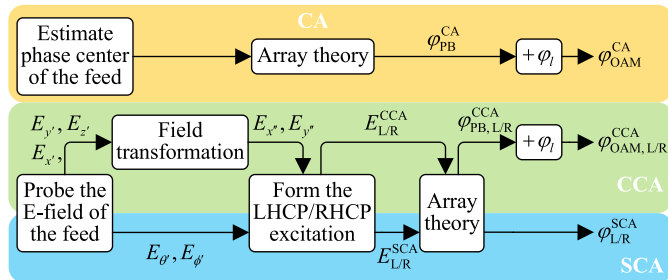 CA
Estimate
phase center
of the feed
Array theory
φ_PB^CA
+φ_l
φ_OAM^CA
E_y′, E_z′
E_x′,
Field
transformation
E_x″, E_y″
E_L/R^CCA
φ_PB, L/R^CCA
+φ_l
φ_OAM, L/R^CCA
CCA
Probe the
E-field of
the feed
Form the
LHCP/RHCP
excitation
Array
theory
E_θ′, E_ϕ′
E_L/R^SCA
φ_L/R^SCA
SCA